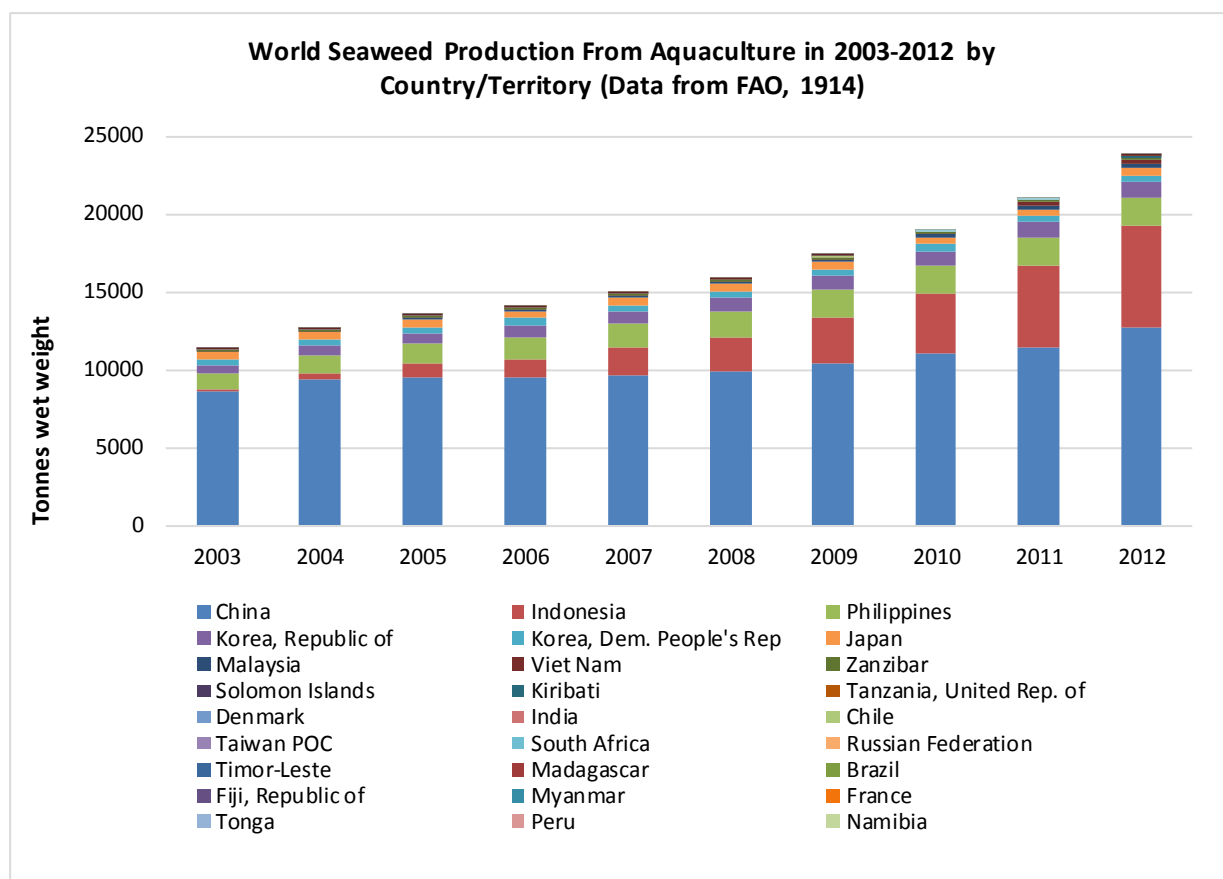 World Seaweed Production From Aquaculture in 2003-2012 by
Country/Territory (Data from FAO, 1914)
25000
20000
15000
10000
5000
0
Tonnes wet weight
2003 2004 2005 2006 2007 2008 2009 2010 2011 2012
China Indonesia Philippines
Korea, Republic of Korea, Dem. People's Rep Japan
Malaysia Viet Nam Zanzibar
Solomon Islands Kiribati Tanzania, United Rep. of
Denmark India Chile
Taiwan POC South Africa Russian Federation
Timor-Leste Madagascar Brazil
Fiji, Republic of Myanmar France
Tonga Peru Namibia